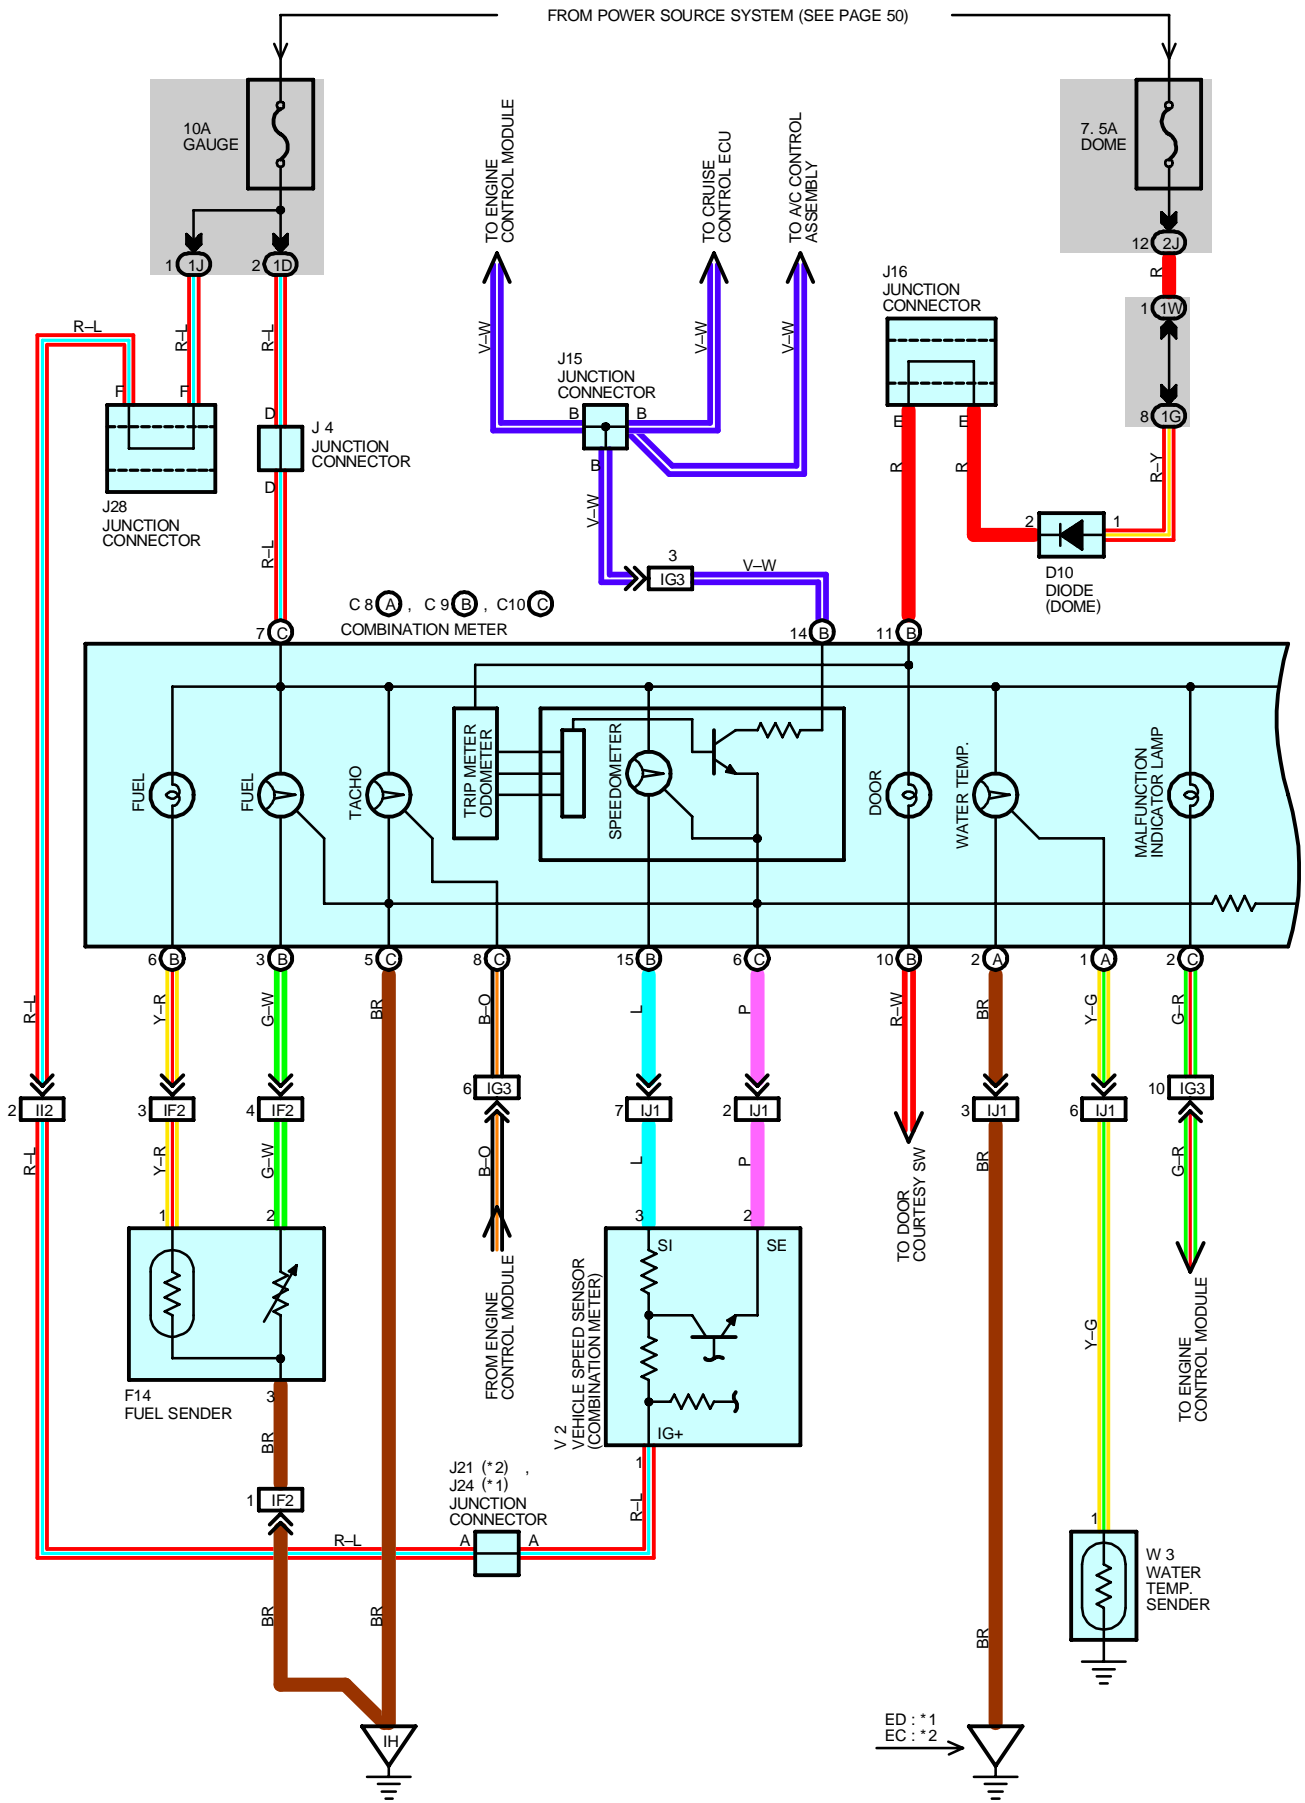 FROM POWER SOURCE SYSTEM (SEE PAGE 50)
10A
GAUGE
7. 5A
DOME
TO ENGINE
CONTROL MODULE
TO CRUISE
CONTROL ECU
TO A/C CONTROL
ASSEMBLY
1 1J
2 1D
12 2J
R
1 1W
8 1G
R–Y
J16
JUNCTION
CONNECTOR
E E
R R
R–L
R–L
R–L
V–W
V–W
V–W
J15
JUNCTION
CONNECTOR
B B
B
V–W
F F
J28
JUNCTION
CONNECTOR
D
J 4
JUNCTION
CONNECTOR
D
R–L
2 1
D10
DIODE
(DOME)
3
IG3
V–W
C 8 A , C 9 B , C10 C
COMBINATION METER
7 C
14 B
11 B
FUEL
FUEL
TACHO
TRIP METER
ODOMETER
SPEEDOMETER
DOOR
WATER TEMP.
MALFUNCTION
INDICATOR LAMP
6 B
3 B
5 C
8 C
15 B
6 C
10 B
2 A
1 A
2 C
R–L
Y–R
G–W
BR
B–O
L
P
R–W
BR
Y–G
G–R
2 II2
3 IF2
4 IF2
6 IG3
7 IJ1
2 IJ1
3 IJ1
6 IJ1
10 IG3
R–L
Y–R
G–W
B–O
L
P
BR
G–R
TO DOOR
COURTESY SW
1 2
3 2
SI SE
IG+
FROM ENGINE
CONTROL MODULE
V 2
VEHICLE SPEED SENSOR
(COMBINATION METER)
Y–G
TO ENGINE
CONTROL MODULE
F14
FUEL SENDER
3
BR
1 IF2
J21 (*2) ,
J24 (*1)
JUNCTION
CONNECTOR
1
R–L
R–L
A A
1
W 3
WATER
TEMP.
SENDER
BR
BR
BR
IH
ED : *1
EC : *2